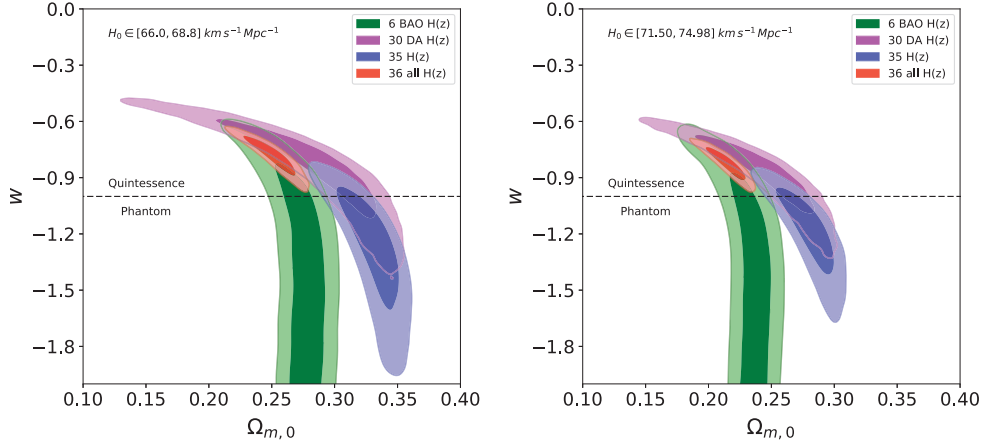 0.0
−0.3
−0.6
−0.9
−1.2
−1.5
−1.8
w
H₀ ∈ [66.0, 68.8] km s⁻¹ Mpc⁻¹
6 BAO H(z)
30 DA H(z)
35 H(z)
36 all H(z)
Quintessence
Phantom
0.10 0.15 0.20 0.25 0.30 0.35 0.40
Ωm, 0
0.0
−0.3
−0.6
−0.9
−1.2
−1.5
−1.8
w
H₀ ∈ [71.50, 74.98] km s⁻¹ Mpc⁻¹
6 BAO H(z)
30 DA H(z)
35 H(z)
36 all H(z)
Quintessence
Phantom
0.10 0.15 0.20 0.25 0.30 0.35 0.40
Ωm, 0